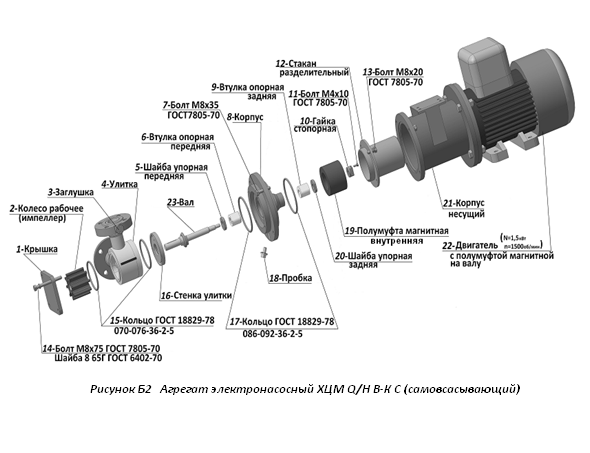 12-Стакан
разделительный
13-Болт М8х20
ГОСТ 7805-70
9-Втулка опорная
задняя
11-Болт М4х10
ГОСТ 7805-70
7-Болт М8х35
ГОСТ7805-70
8-Корпус
10-Гайка
стопорная
6-Втулка опорная
передняя
5-Шайба упорная
передняя
4-Улитка
3-Заглушка
2-Колесо рабочее
(импеллер)
23-Вал
1-Крышка
21-Корпус
несущий
19-Полумуфта магнитная
внутренняя
22-Двигатель (N=1,5кВт
n=1500об/мин)
с полумуфтой магнитной
на валу
20-Шайба упорная
задняя
18-Пробка
16-Стенка улитки
15-Кольцо ГОСТ 18829-78
070-076-36-2-5
17-Кольцо ГОСТ 18829-78
086-092-36-2-5
14-Болт М8х75 ГОСТ 7805-70
Шайба 8 65Г ГОСТ 6402-70
Рисунок Б2 Агрегат электронасосный ХЦМ Q/H В-К С (самовсасывающий)